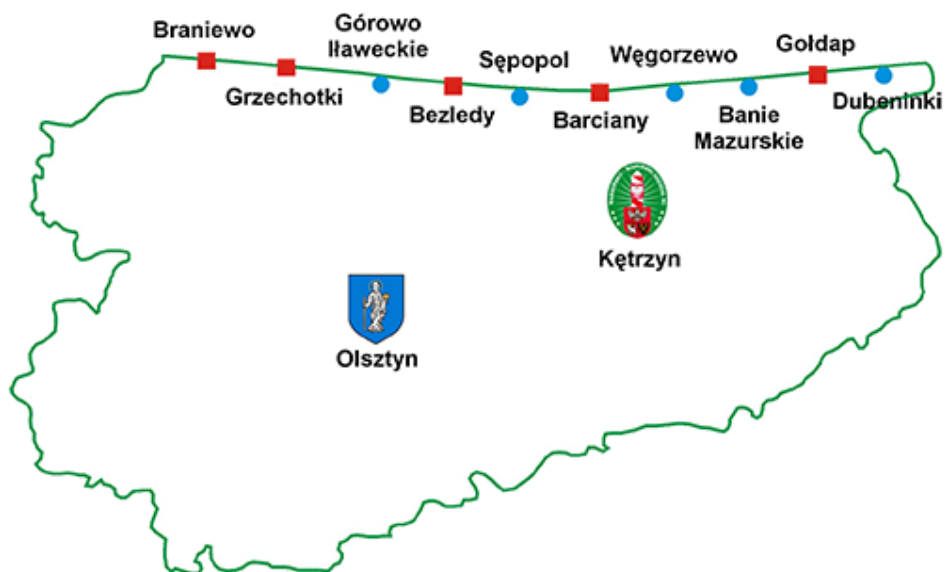 Braniewo
Grzechotki
Górowo
Iławeckie
Bezledy
Sępopol
Barciany
Węgorzewo
Banie
Mazurskie
Gołdap
Dubeninki
Kętrzyn
Olsztyn